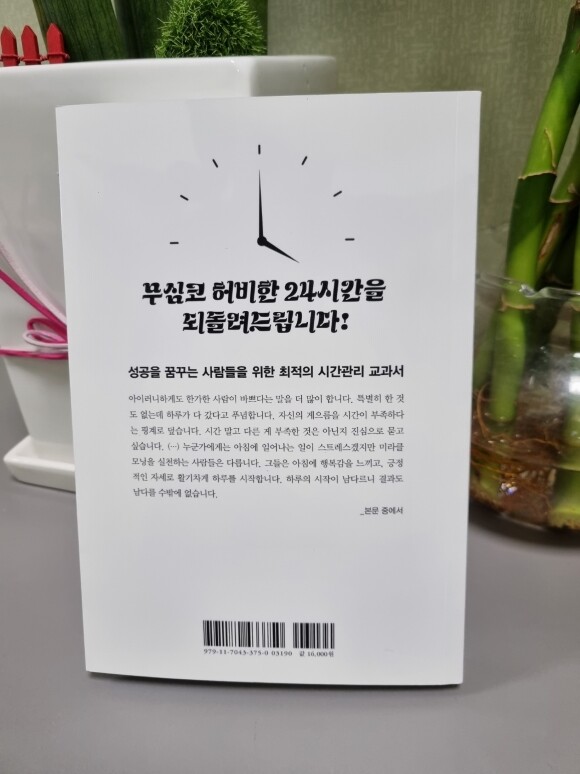 무심코 허비한 24시간을
되돌려드립니다!
성공을 꿈꾸는 사람들을 위한 최적의 시간관리 교과서
아이러니하게도 한가한 사람이 바쁘다는 말을 더 많이 합니다. 특별히 한 것
도 없는데 하루가 다 갔다고 푸념합니다. 자신의 게으름을 시간이 부족하다
는 핑계로 덮습니다. 시간 말고 다른 게 부족한 것은 아닌지 진심으로 묻고
싶습니다. (…) 누군가에게는 아침에 일어나는 일이 스트레스겠지만 미라클
모닝을 실천하는 사람들은 다릅니다. 그들은 아침에 행복감을 느끼고, 긍정
적인 자세로 활기차게 하루를 시작합니다. 하루의 시작이 남다르니 결과도
남다를 수밖에 없습니다.
_본문 중에서
979-11-7043-375-0 03190 값 16,000원